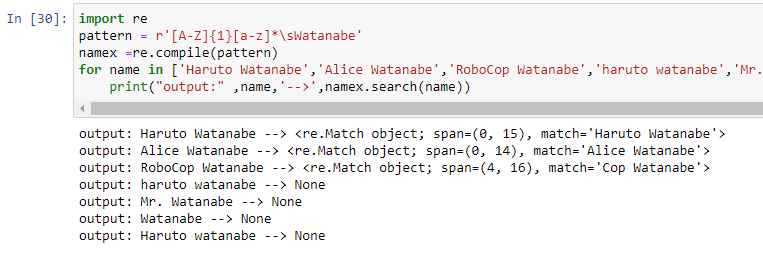 In [30]: import re
pattern = r'[A-Z]{1}[a-z]*\sWatanabe'
namex =re.compile(pattern)
for name in ['Haruto Watanabe','Alice Watanabe','RoboCop Watanabe','haruto watanabe','Mr.
print("output:" ,name,'-->',namex.search(name))
output: Haruto Watanabe --> <re.Match object; span=(0, 15), match='Haruto Watanabe'>
output: Alice Watanabe --> <re.Match object; span=(0, 14), match='Alice Watanabe'>
output: RoboCop Watanabe --> <re.Match object; span=(4, 16), match='Cop Watanabe'>
output: haruto watanabe --> None
output: Mr. Watanabe --> None
output: Watanabe --> None
output: Haruto watanabe --> None